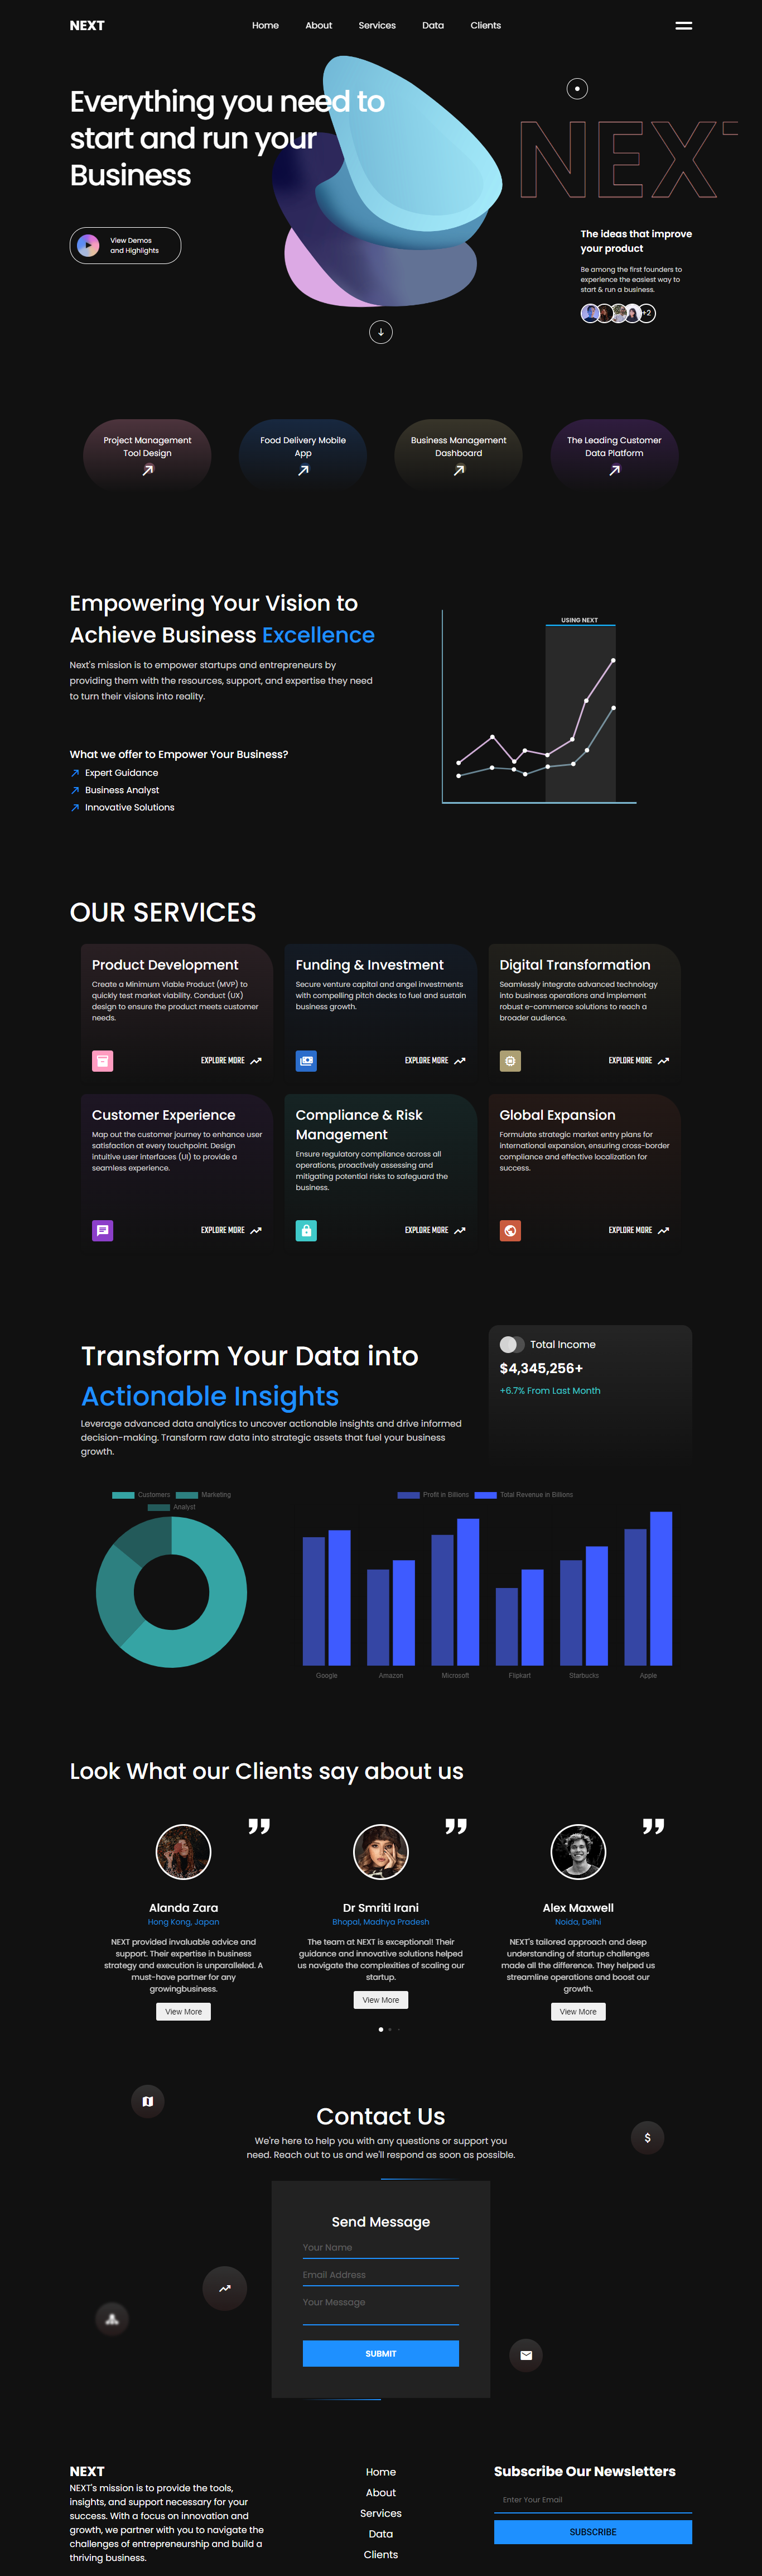 NEXT
Home About Services Data Clients
Everything you need to
start and run your
Business
NEXT
View Demos
and Highlights
The ideas that improve
your product
Be among the first founders to
experience the easiest way to
start & run a business.
+2
Project Management
Tool Design
Food Delivery Mobile
App
Business Management
Dashboard
The Leading Customer
Data Platform
Empowering Your Vision to
Achieve Business Excellence
Next's mission is to empower startups and entrepreneurs by
providing them with the resources, support, and expertise they need
to turn their visions into reality.
What we offer to Empower Your Business?
Expert Guidance
Business Analyst
Innovative Solutions
USING NEXT
OUR SERVICES
Product Development
Create a Minimum Viable Product (MVP) to
quickly test market viability. Conduct (UX)
design to ensure the product meets customer
needs.
EXPLORE MORE
Funding & Investment
Secure venture capital and angel investments
with compelling pitch decks to fuel and sustain
business growth.
EXPLORE MORE
Digital Transformation
Seamlessly integrate advanced technology
into business operations and implement
robust e-commerce solutions to reach a
broader audience.
EXPLORE MORE
Customer Experience
Map out the customer journey to enhance user
satisfaction at every touchpoint. Design
intuitive user interfaces (UI) to provide a
seamless experience.
EXPLORE MORE
Compliance & Risk
Management
Ensure regulatory compliance across all
operations, proactively assessing and
mitigating potential risks to safeguard the
business.
EXPLORE MORE
Global Expansion
Formulate strategic market entry plans for
international expansion, ensuring cross-border
compliance and effective localization for
success.
EXPLORE MORE
Transform Your Data into
Actionable Insights
Leverage advanced data analytics to uncover actionable insights and drive informed
decision-making. Transform raw data into strategic assets that fuel your business
growth.
Total Income
$4,345,256+
+6.7% From Last Month
Customers Marketing
Analyst
Profit in Billions Total Revenue in Billions
Google Amazon Microsoft Flipkart Starbucks Apple
Look What our Clients say about us
Alanda Zara
Hong Kong, Japan
NEXT provided invaluable advice and
support. Their expertise in business
strategy and execution is unparalleled. A
must-have partner for any
growingbusiness.
View More
Dr Smriti Irani
Bhopal, Madhya Pradesh
The team at NEXT is exceptional! Their
guidance and innovative solutions helped
us navigate the complexities of scaling our
startup.
View More
Alex Maxwell
Noida, Delhi
NEXT's tailored approach and deep
understanding of startup challenges
made all the difference. They helped us
streamline operations and boost our
growth.
View More
Contact Us
We're here to help you with any questions or support you
need. Reach out to us and we'll respond as soon as possible.
Send Message
Your Name
Email Address
Your Message
SUBMIT
NEXT
NEXT's mission is to provide the tools,
insights, and support necessary for your
success. With a focus on innovation and
growth, we partner with you to navigate the
challenges of entrepreneurship and build a
thriving business.
Home
About
Services
Data
Clients
Subscribe Our Newsletters
Enter Your Email
SUBSCRIBE